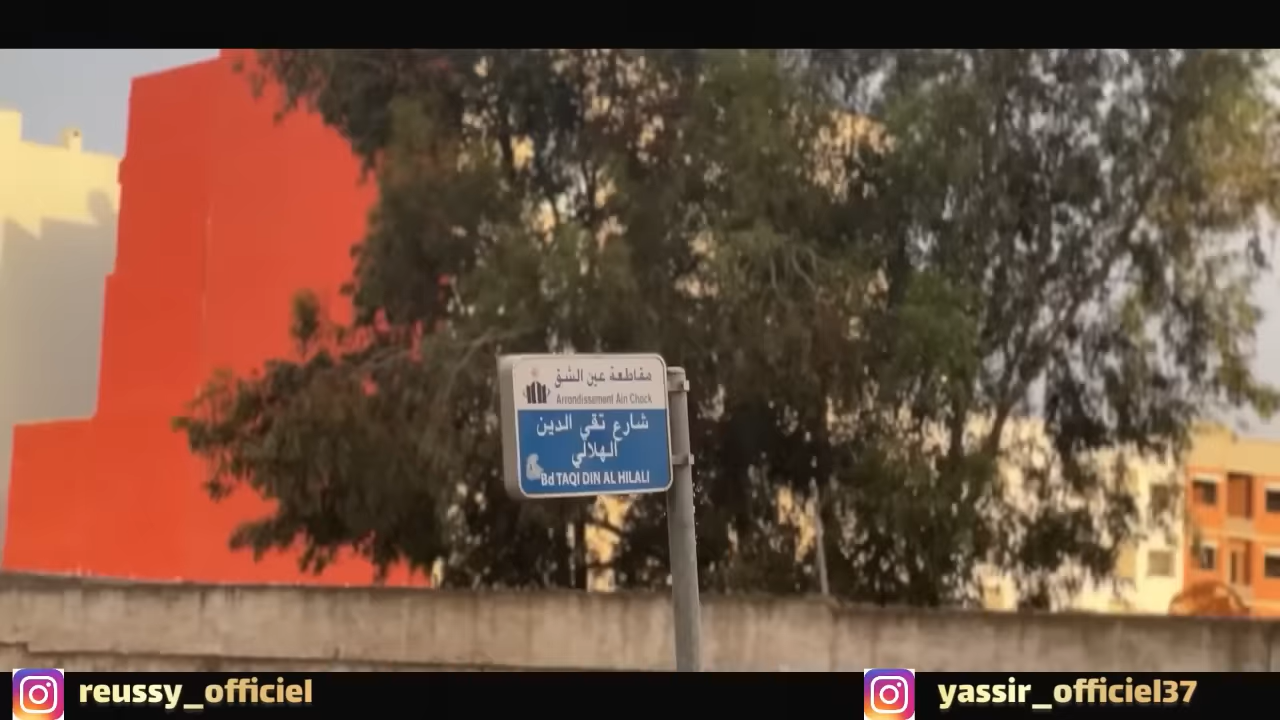 مقاطعة عين الشق
Arrondissement Ain Chock
شارع تقي الدين
الهلالي
Bd TAQI DIN AL HILALI
reussy_officiel
yassir_officiel37